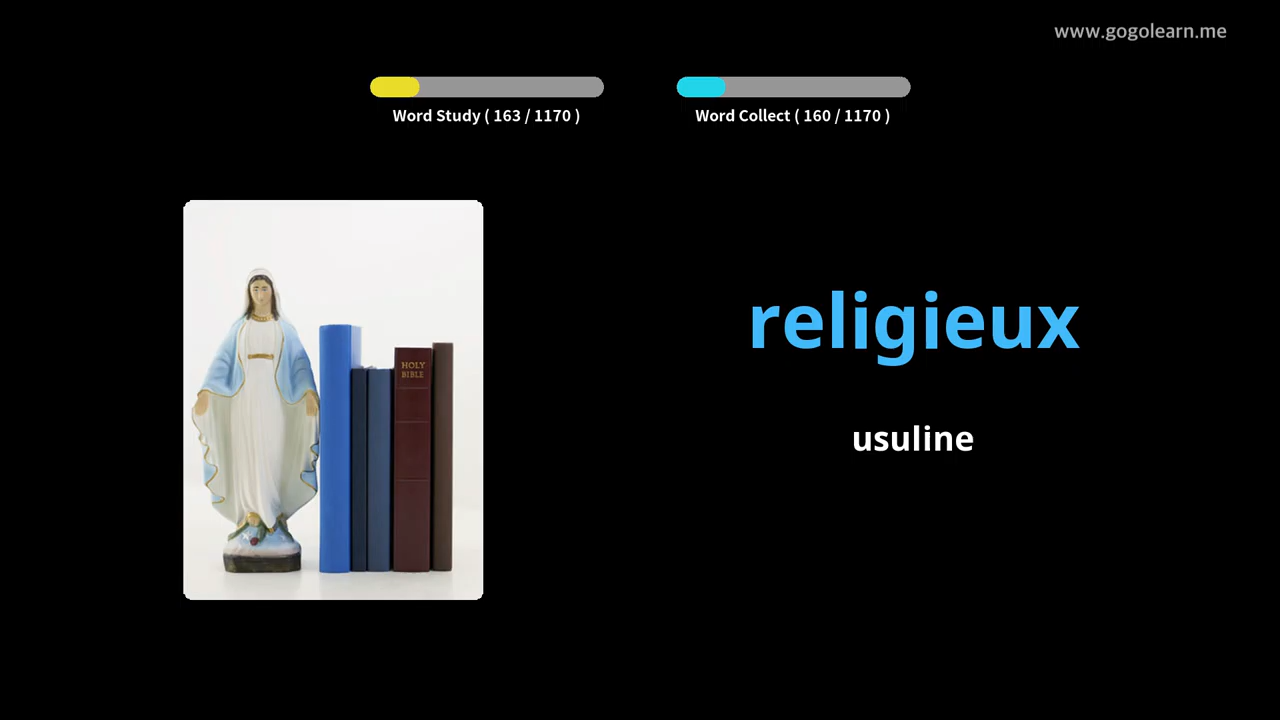 www.gogolearn.me
Word Study ( 163 / 1170 )
Word Collect ( 160 / 1170 )
HOLY
BIBLE
religieux
usuline